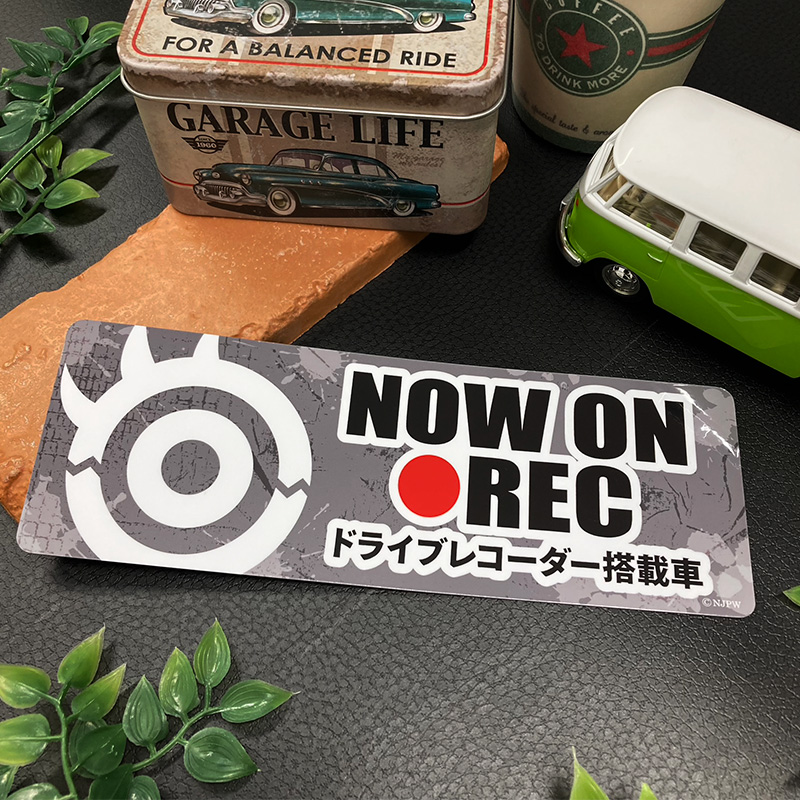 FOR A BALANCED RIDE
GARAGE LIFE
SINCE
1960
COFFEE
TO DRINK MORE
NOW ON
REC
ドライブレコーダー搭載車
©NJPW